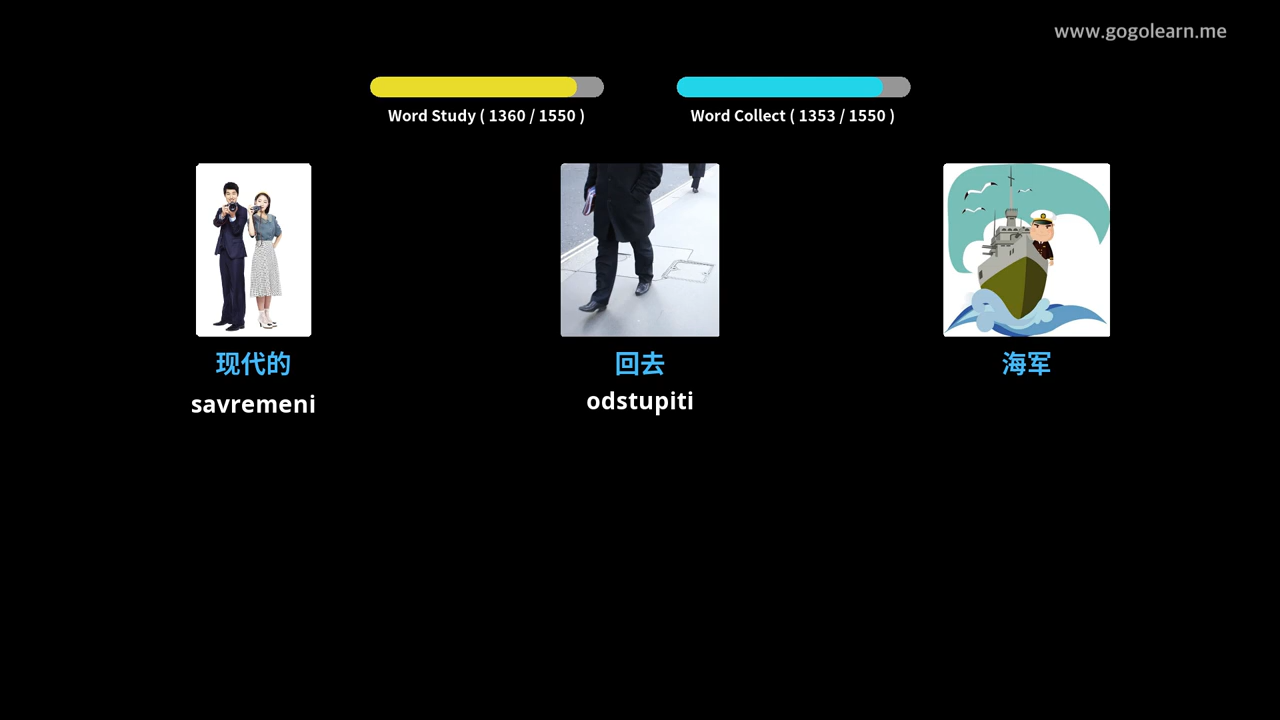 www.gogolearn.me
Word Study ( 1360 / 1550 )
Word Collect ( 1353 / 1550 )
现代的
savremeni
回去
odstupiti
海军